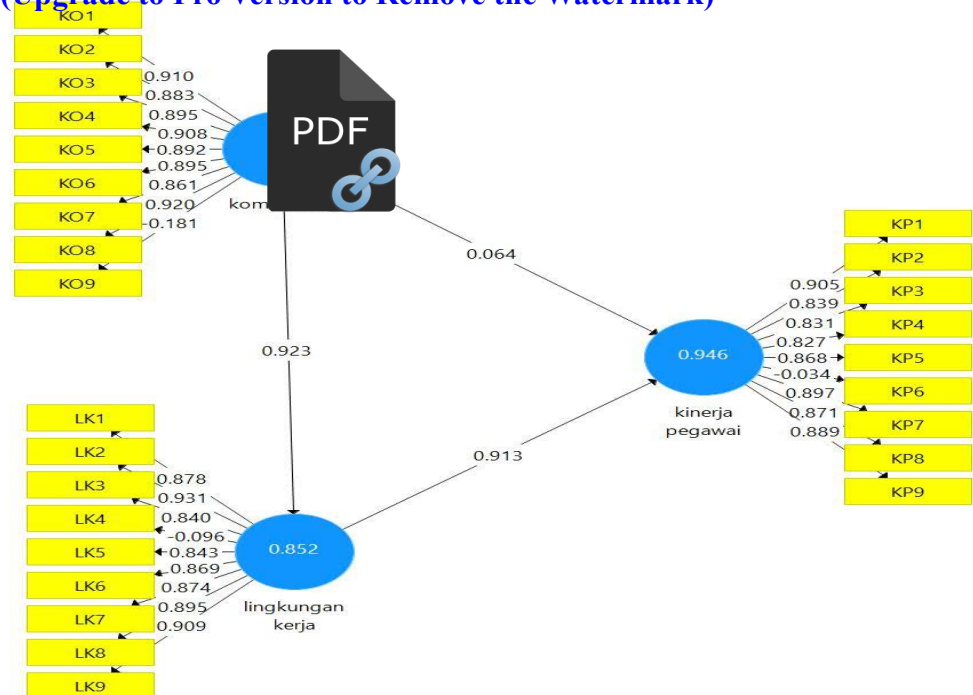 (Upgrade to Pro Version to Remove the Watermark)
KO1
KO2
KO3
KO4
KO5
KO6
KO7
KO8
KO9
0.910
0.883
0.895
0.908
0.892
0.895
0.861
0.920
-0.181
PDF
0.064
0.923
0.913
KP1
KP2
KP3
KP4
KP5
KP6
KP7
KP8
KP9
0.905
0.839
0.831
0.827
0.868
-0.034
0.897
0.871
0.889
0.946
kinerja
pegawai
LK1
LK2
LK3
LK4
LK5
LK6
LK7
LK8
LK9
0.878
0.931
0.840
-0.096
0.843
0.869
0.874
0.895
0.909
0.852
lingkungan
kerja